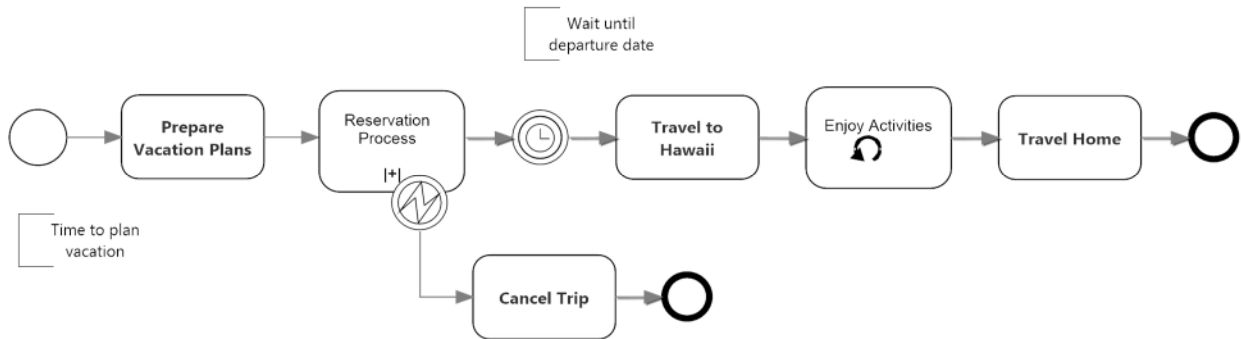 Wait until
departure date
Prepare
Vacation Plans
Reservation
Process
Travel to
Hawaii
Enjoy Activities
Travel Home
Time to plan
vacation
Cancel Trip